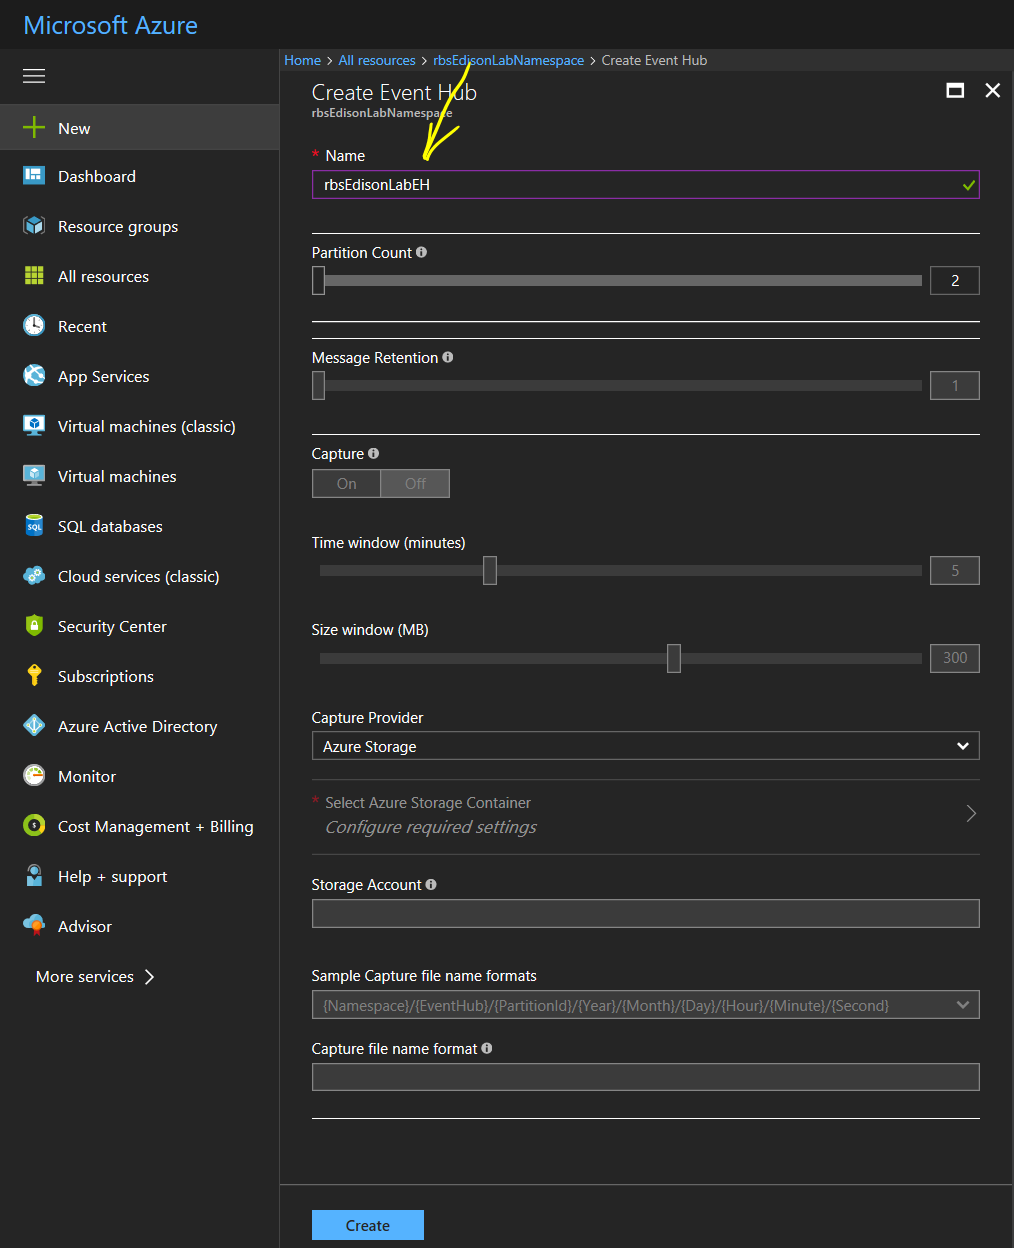 Microsoft Azure
Home > All resources > rbsEdisonLabNamespace > Create Event Hub
New
Dashboard
Resource groups
All resources
Recent
App Services
Virtual machines (classic)
Virtual machines
SQL databases
Cloud services (classic)
Security Center
Subscriptions
Azure Active Directory
Monitor
Cost Management + Billing
Help + support
Advisor
More services
Create Event Hub
rbsEdisonLabNamespace
* Name
rbsEdisonLabEH
Partition Count
2
Message Retention
1
Capture
On Off
Time window (minutes)
5
Size window (MB)
300
Capture Provider
Azure Storage
* Select Azure Storage Container
Configure required settings
Storage Account
Sample Capture file name formats
{Namespace}/{EventHub}/{PartitionId}/{Year}/{Month}/{Day}/{Hour}/{Minute}/{Second}
Capture file name format
Create